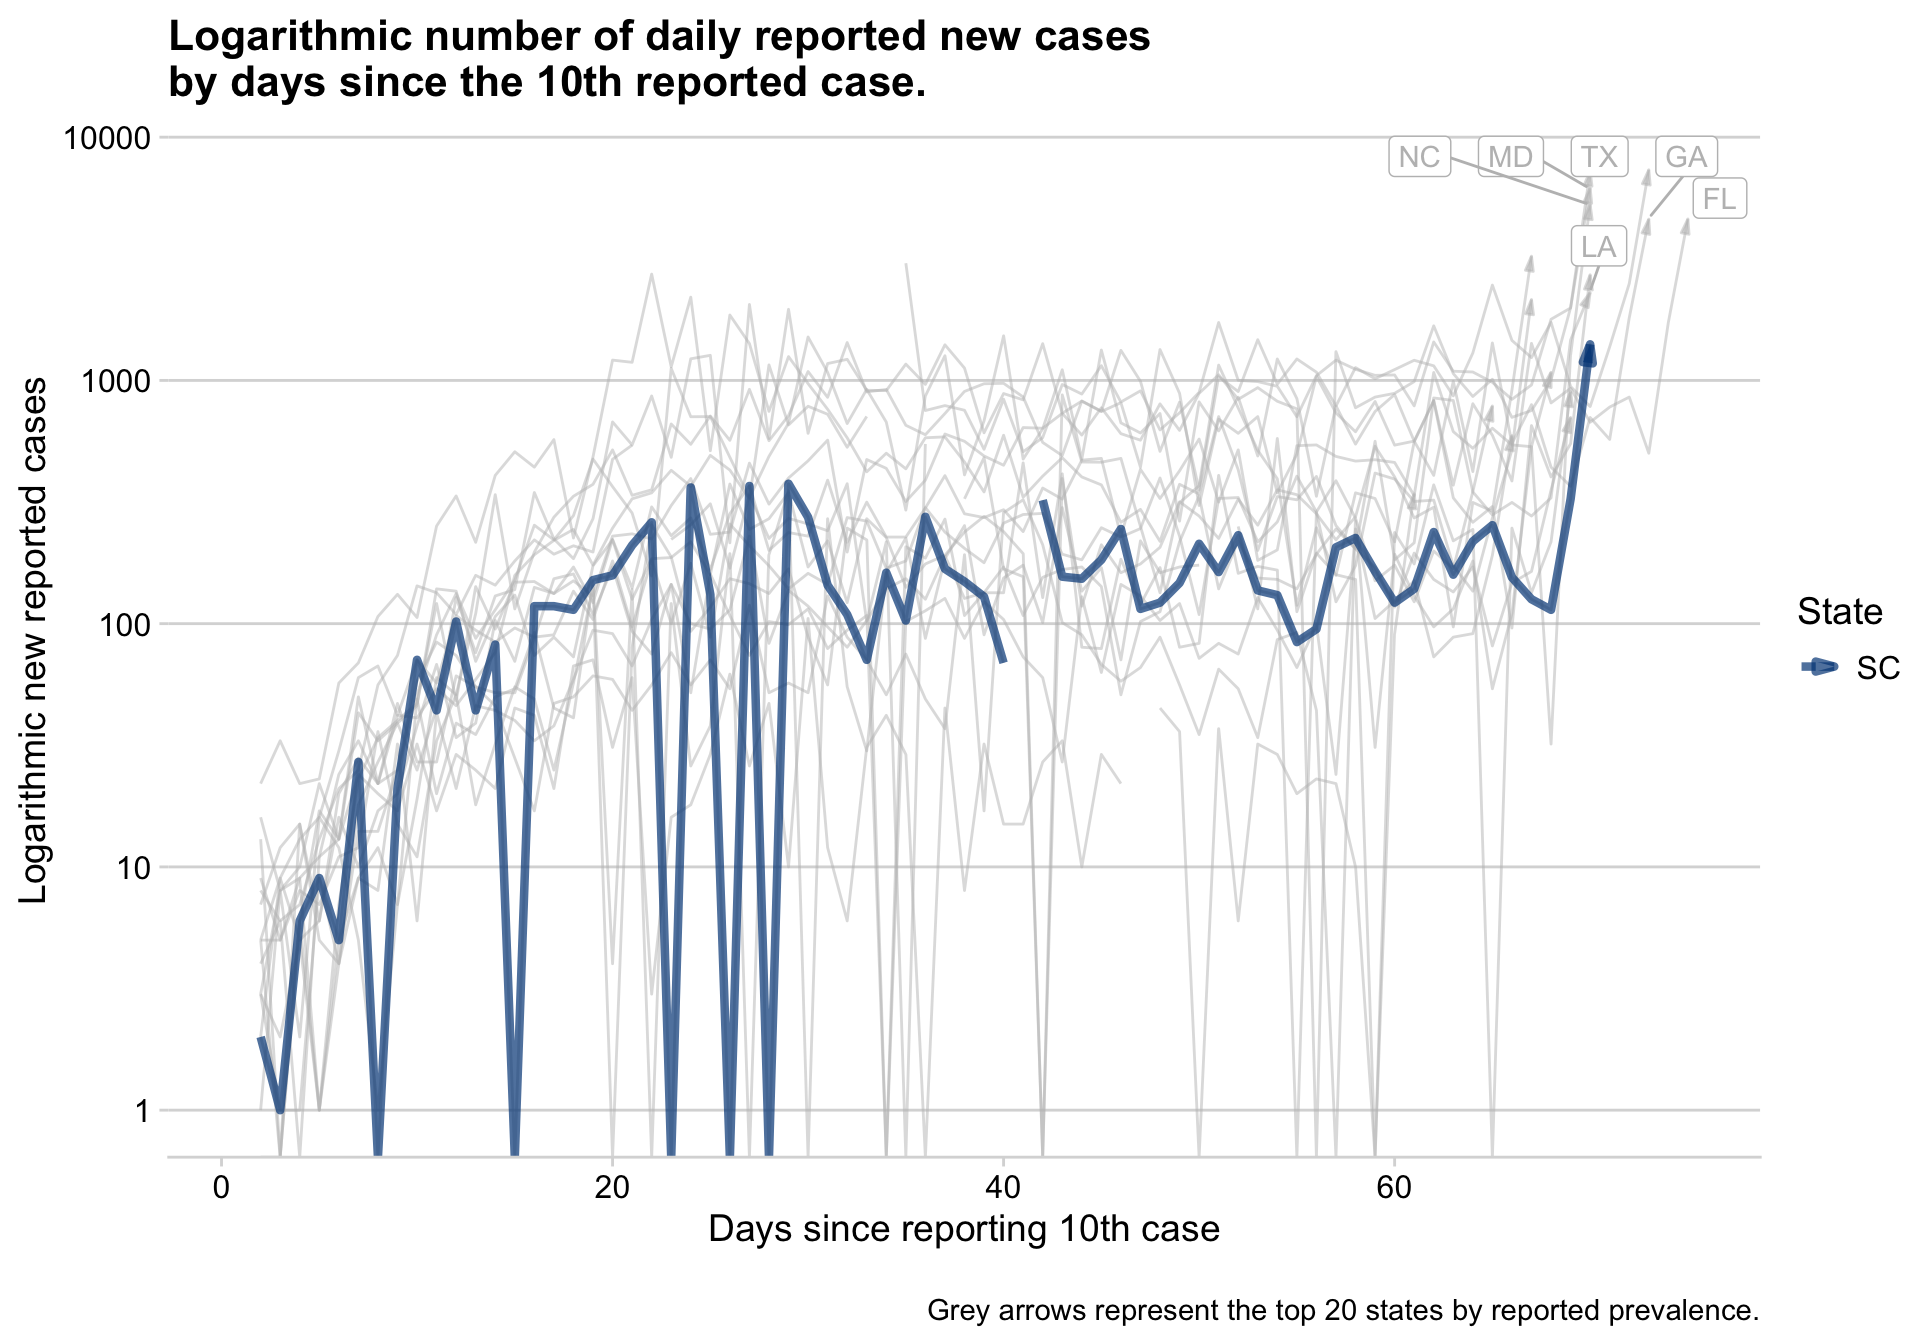 Logarithmic number of daily reported new cases
by days since the 10th reported case.
10000
1000
100
10
1
Logarithmic new reported cases
NC
MD
TX
GA
FL
LA
0
20
40
60
Days since reporting 10th case
State
SC
Grey arrows represent the top 20 states by reported prevalence.